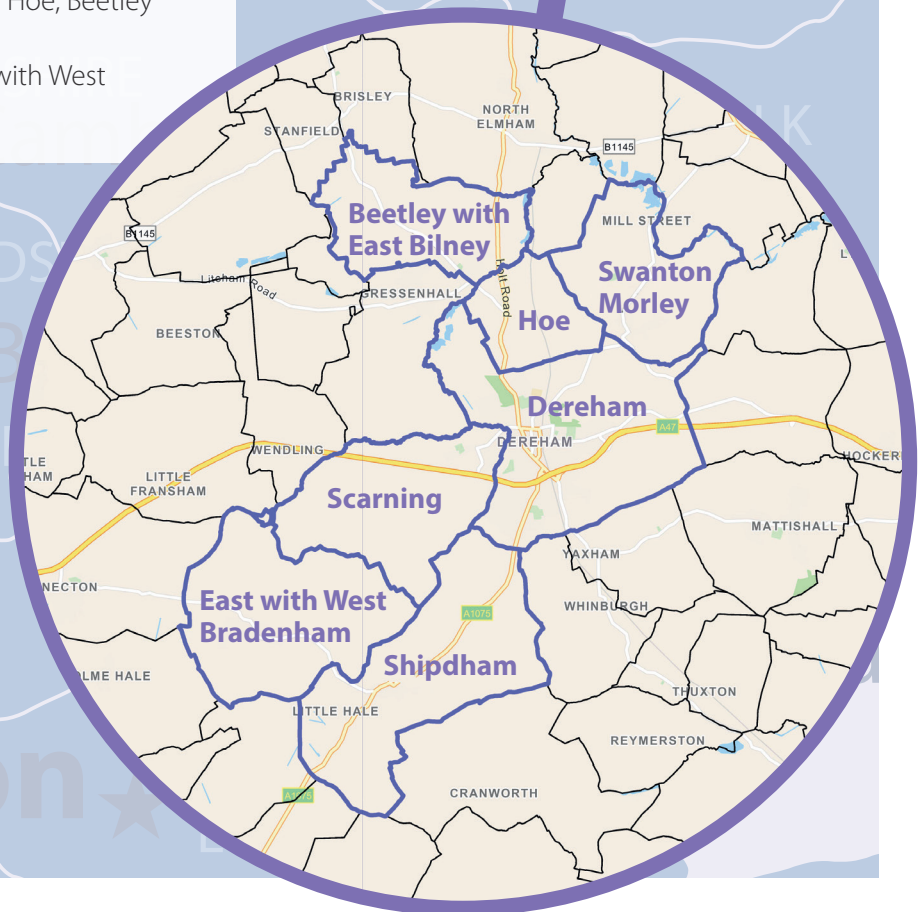 Hoe, Beetley
with West
BRISLEY
NORTH
ELMHAM
STANFIELD
B1145
K
Beetley with
East Bilney
MILL STREET
B1145
Litcham Road
Holt Road
Swanton
Morley
GRESSENHALL
Hoe
BEESTON
Dereham
A47
DEREHAM
WENDLING
LITTLE
FRANSHAM
Scarning
MATTISHALL
YAXHAM
NECTON
East with West
Bradenham
WHINBURGH
A1075
Shipdham
LME HALE
THUXTON
LITTLE HALE
REYMERSTON
A1075
CRANWORTH
on